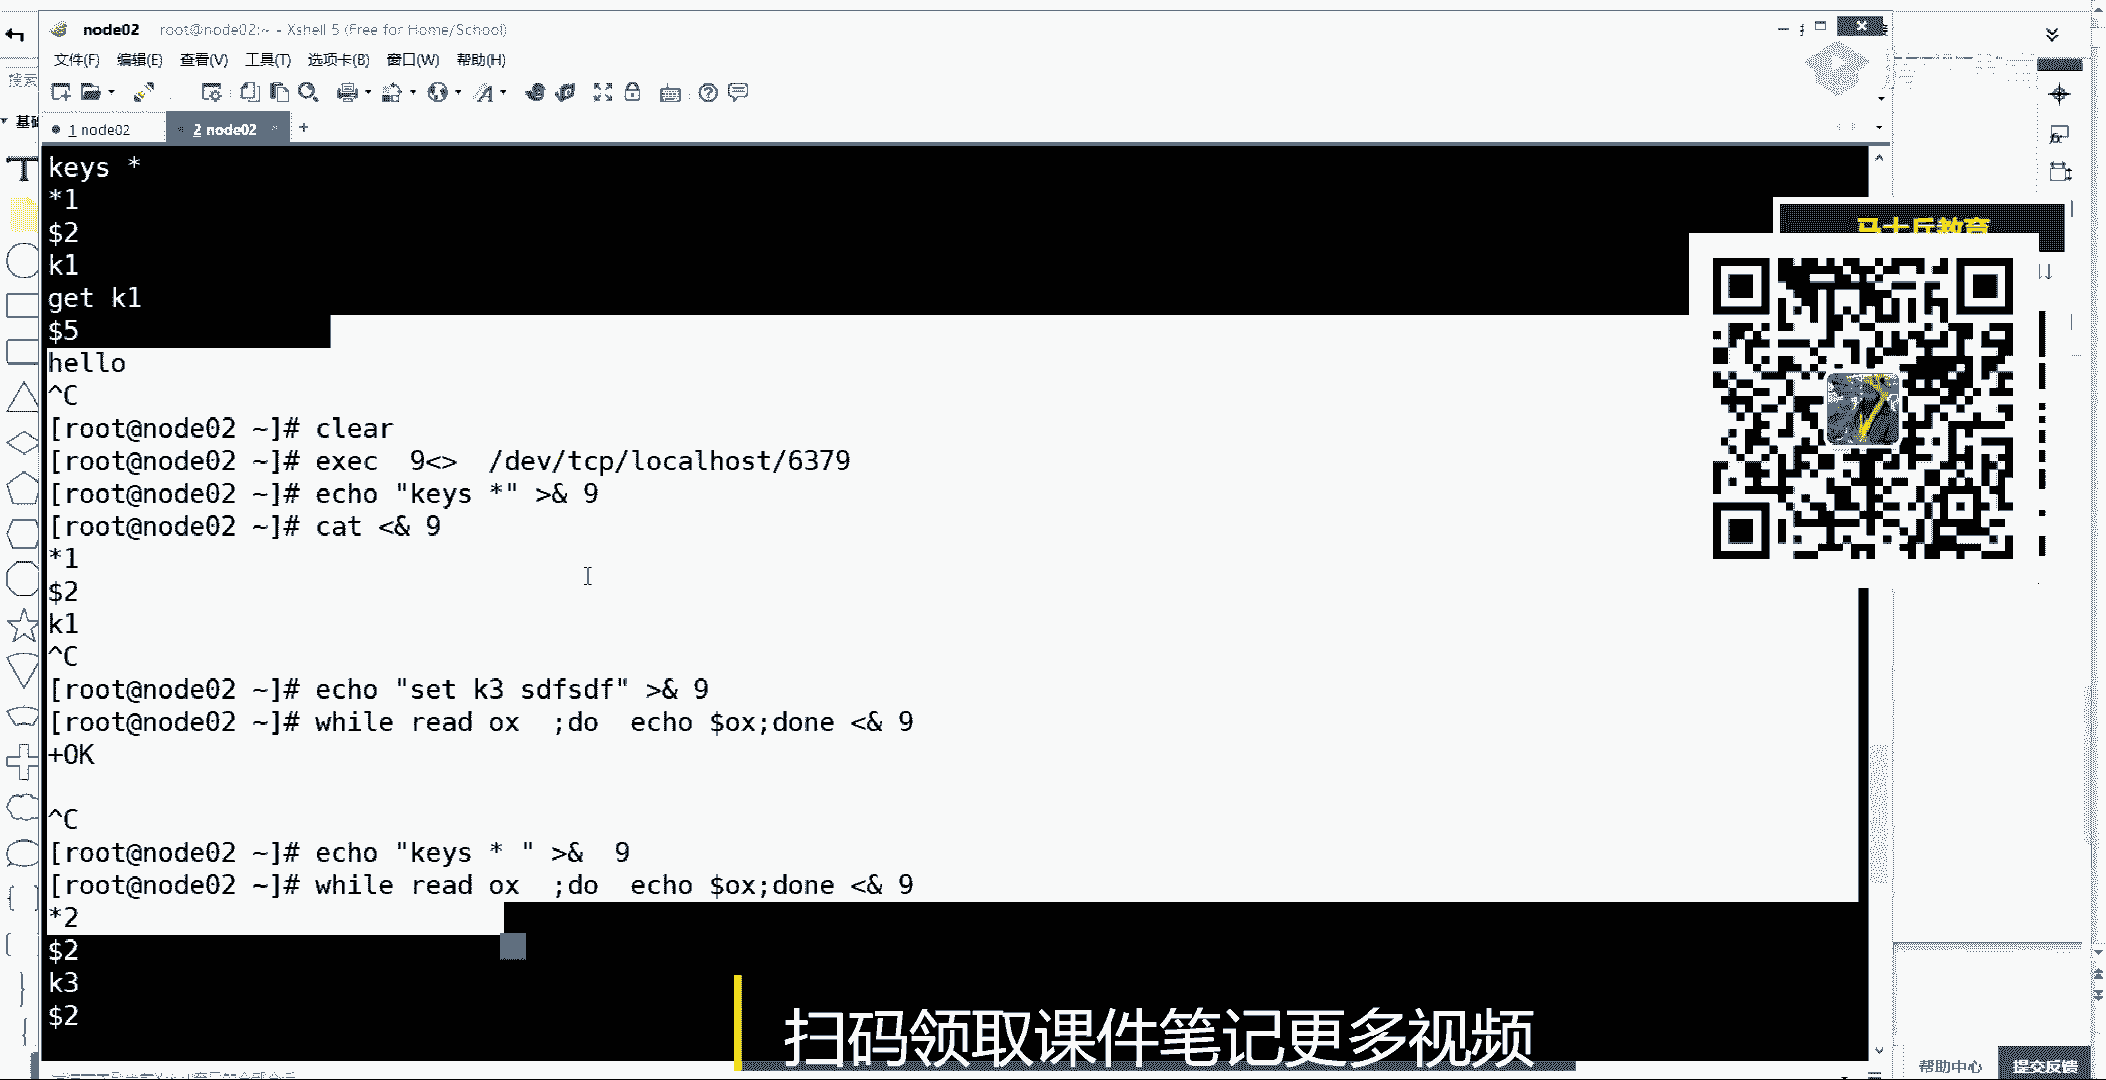 node02 root@node02:~ - Xshell 5 (Free for Home/School)
文件(F) 编辑(E) 查看(V) 工具(T) 选项卡(B) 窗口(W) 帮助(H)
搜索
基础
1 node02 2 node02 +
keys *
*1
$2
k1
get k1
$5
hello
^C
[root@node02 ~]# clear
[root@node02 ~]# exec  9<>  /dev/tcp/localhost/6379
[root@node02 ~]# echo "keys *" >& 9
[root@node02 ~]# cat <& 9
*1
$2
k1
^C
[root@node02 ~]# echo "set k3 sdfsdf" >& 9
[root@node02 ~]# while read ox  ;do  echo $ox;done <& 9
+OK
^C
[root@node02 ~]# echo "keys * " >&  9
[root@node02 ~]# while read ox  ;do  echo $ox;done <& 9
*2
$2
k3
$2
马士兵教育
扫码领取课件笔记更多视频
帮助中心 提交反馈